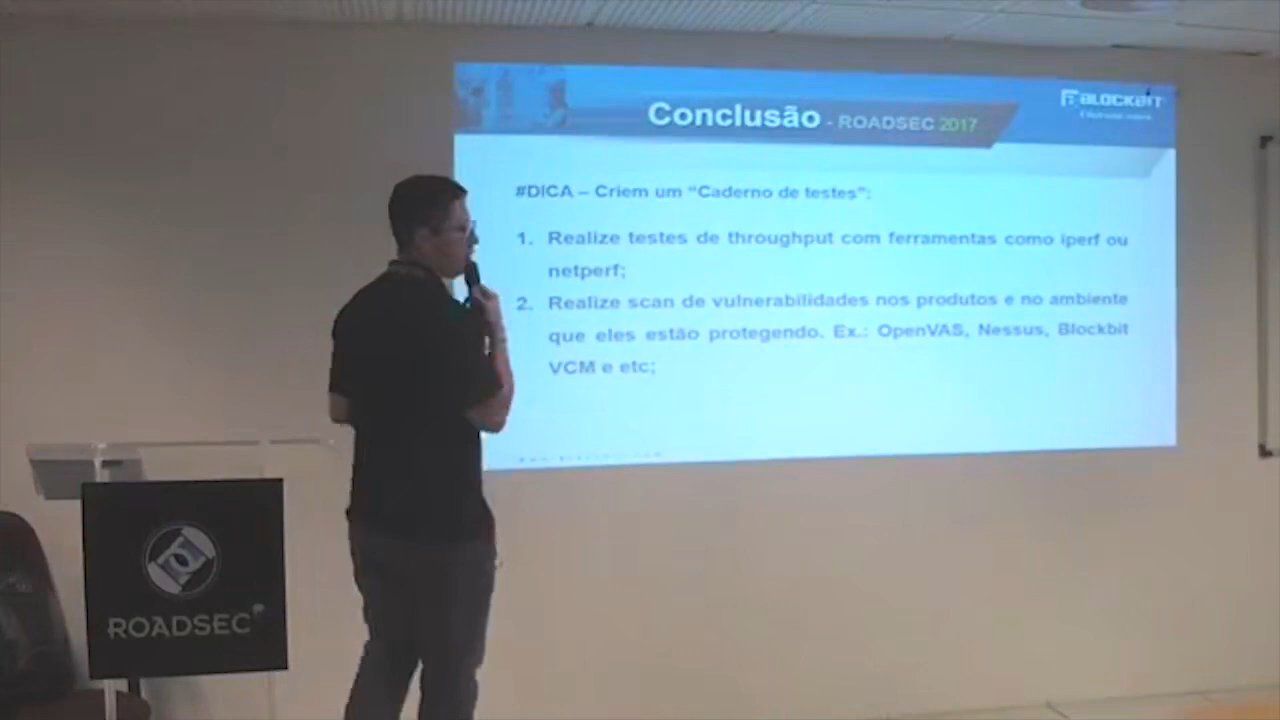 Conclusão - ROADSEC 2017
BLOCKBIT
#DICA – Criem um “Caderno de testes”:
1. Realize testes de throughput com ferramentas como iperf ou
netperf;
2. Realize scan de vulnerabilidades nos produtos e no ambiente
que eles estão protegendo. Ex.: OpenVAS, Nessus, Blockbit
VCM e etc;
ROADSEC